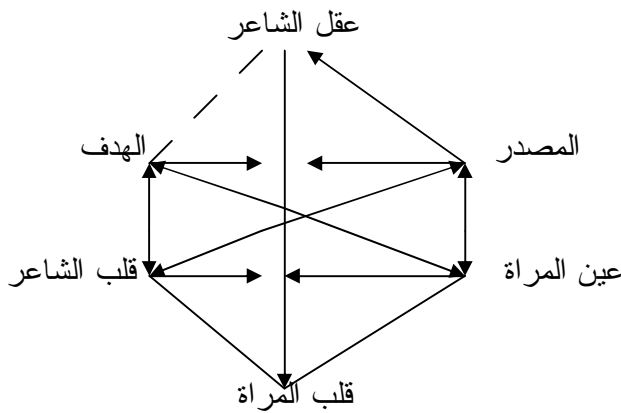 عقل الشاعر
المصدر
الهدف
عين المراة
قلب الشاعر
قلب المراة